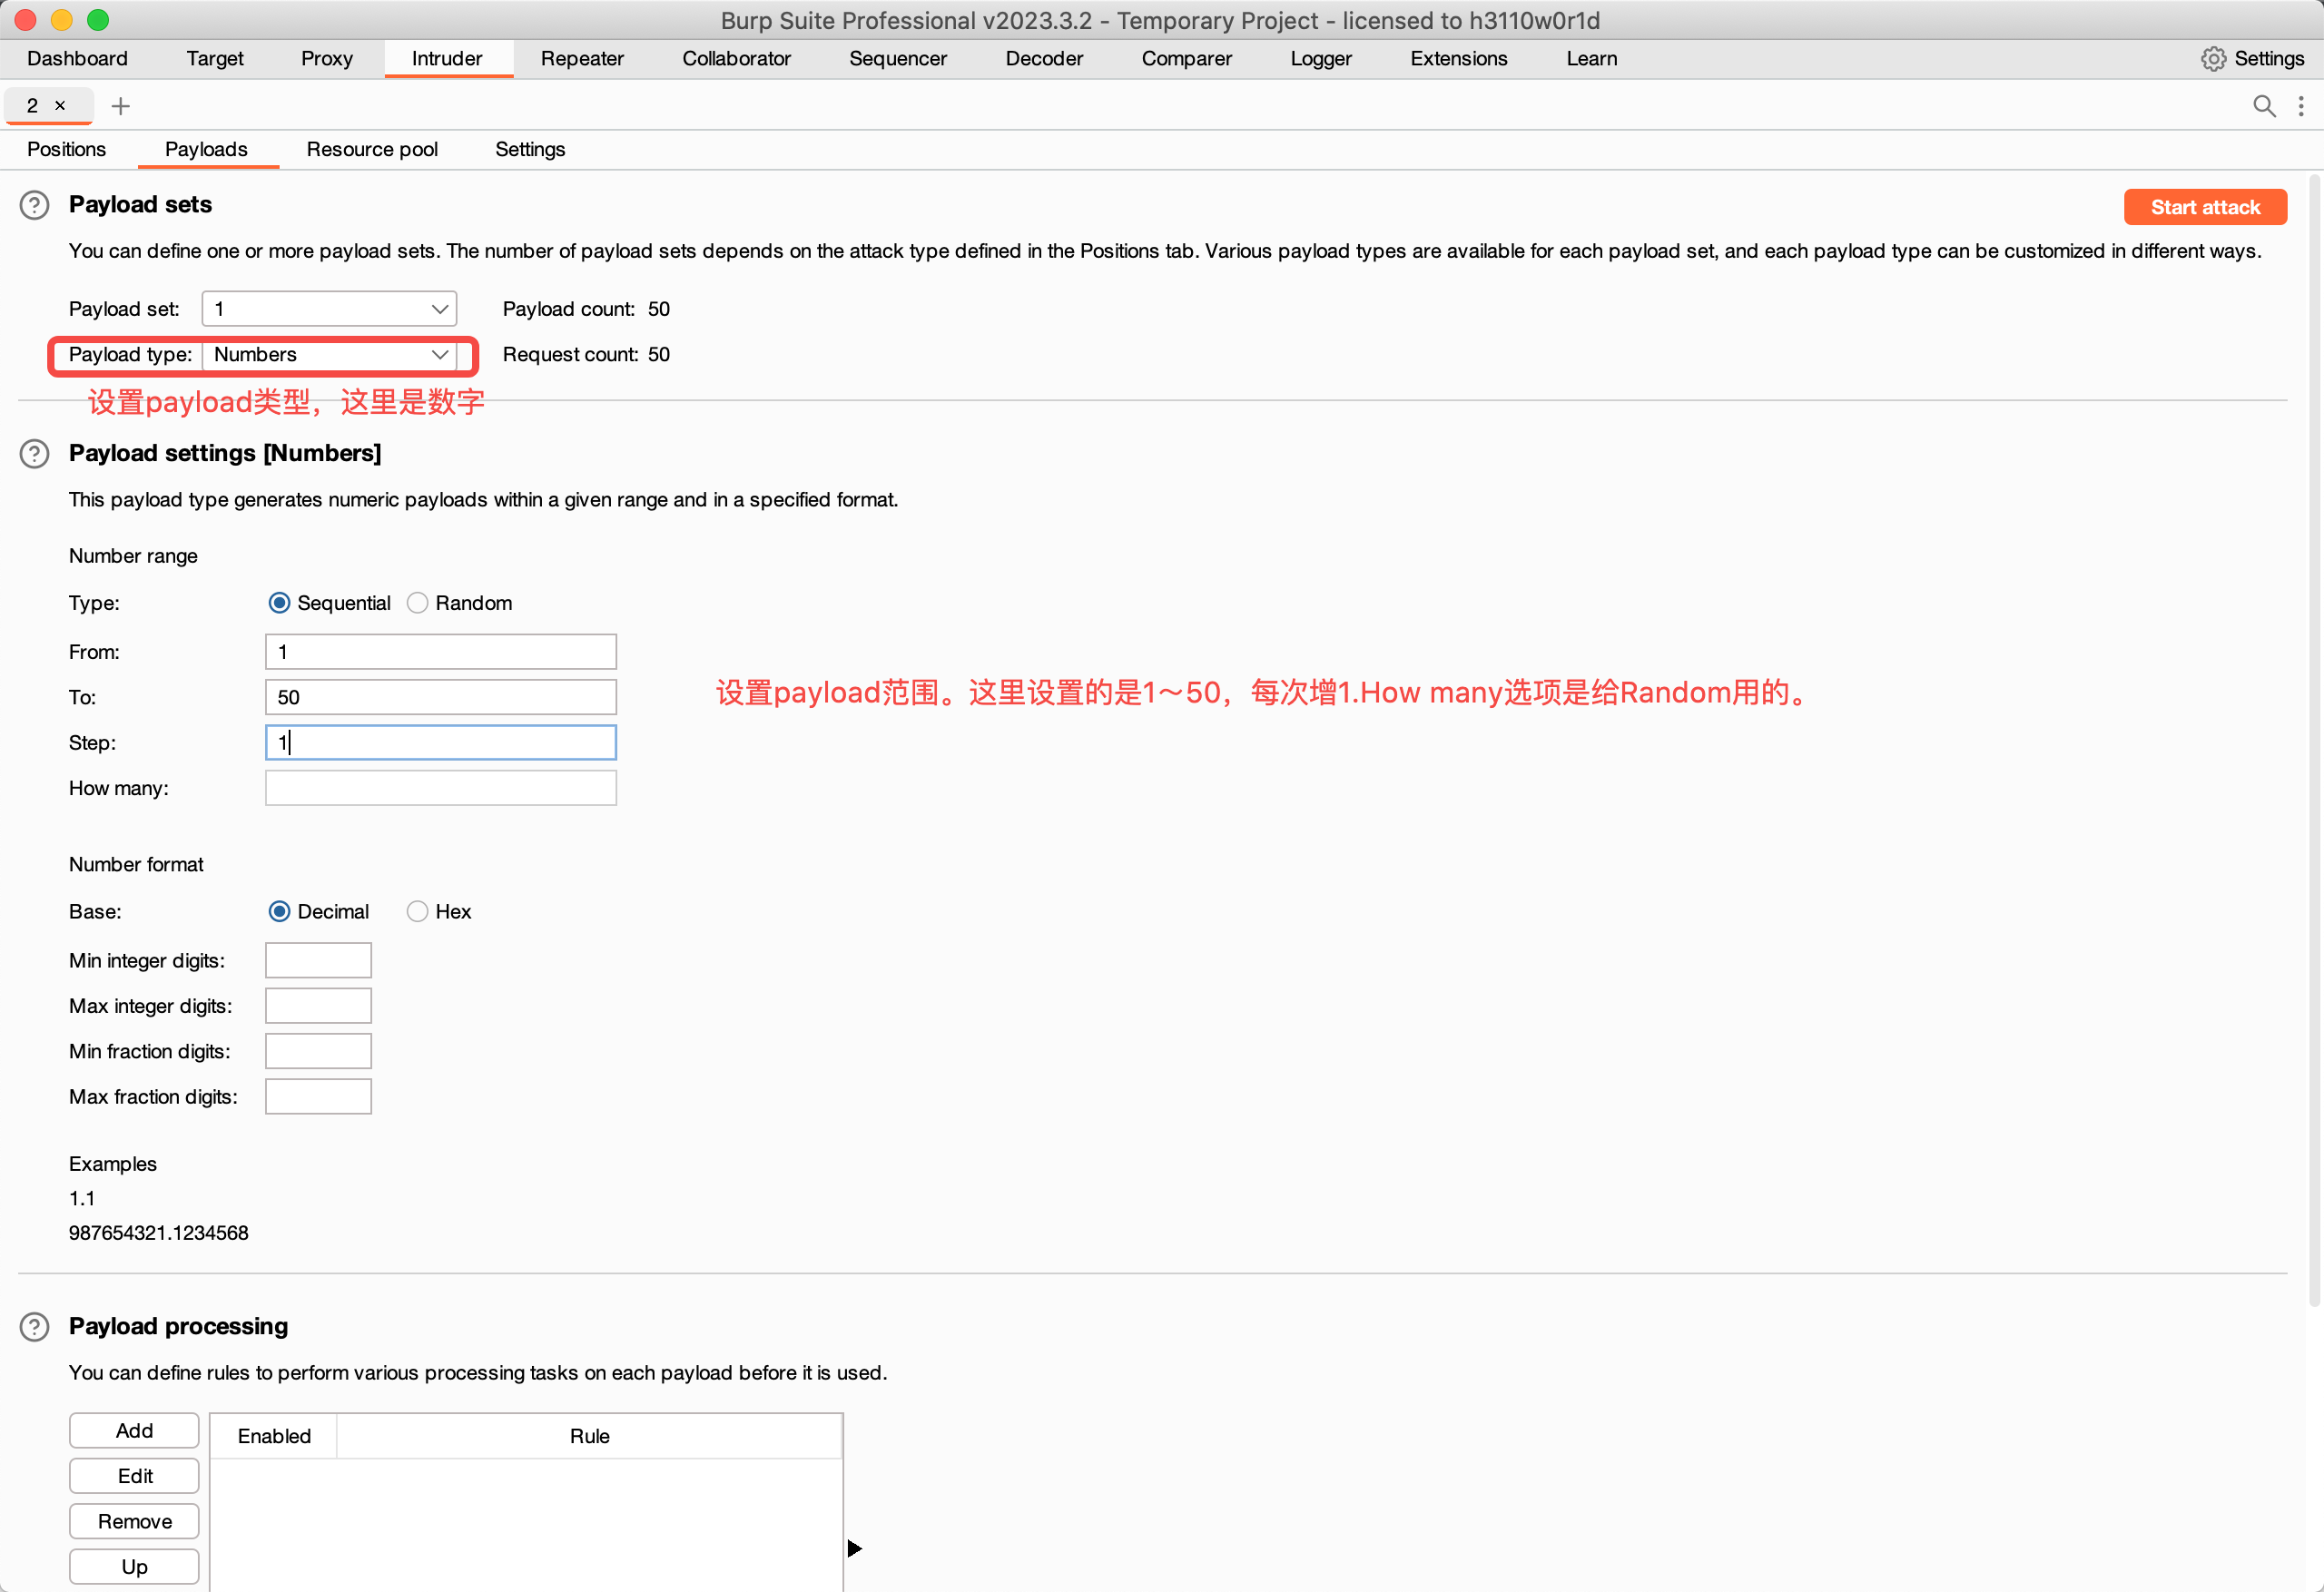 Burp Suite Professional v2023.3.2 - Temporary Project - licensed to h3110w0r1d
Dashboard Target Proxy Intruder Repeater Collaborator Sequencer Decoder Comparer Logger Extensions Learn Settings
2 × +
Positions Payloads Resource pool Settings
? Payload sets Start attack
You can define one or more payload sets. The number of payload sets depends on the attack type defined in the Positions tab. Various payload types are available for each payload set, and each payload type can be customized in different ways.
Payload set: 1 Payload count: 50
Payload type: Numbers Request count: 50
设置payload类型，这里是数字
? Payload settings [Numbers]
This payload type generates numeric payloads within a given range and in a specified format.
Number range
Type: Sequential Random
From: 1
To: 50
设置payload范围。这里设置的是1～50，每次增1.How many选项是给Random用的。
Step: 1
How many:
Number format
Base: Decimal Hex
Min integer digits:
Max integer digits:
Min fraction digits:
Max fraction digits:
Examples
1.1
987654321.1234568
? Payload processing
You can define rules to perform various processing tasks on each payload before it is used.
Add Enabled Rule
Edit
Remove
Up